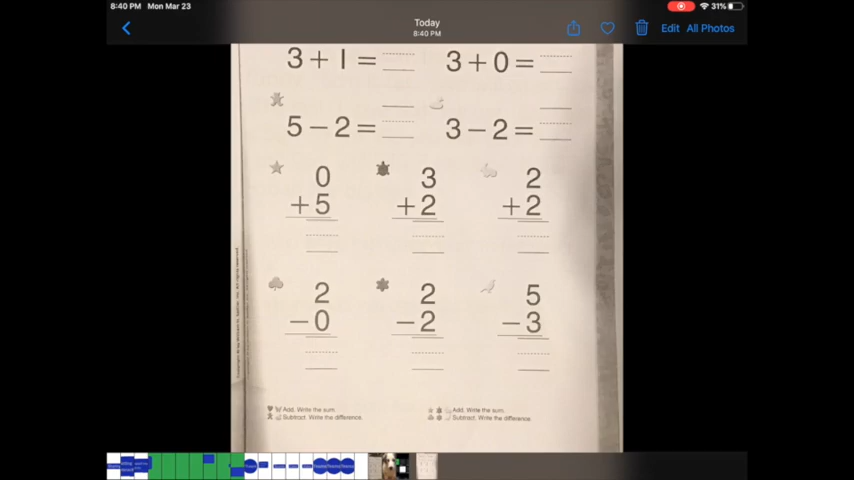 8:40 PM Mon Mar 23
31%
Today
8:40 PM
Edit All Photos
3 + 1 =
3 + 0 =
5 − 2 =
3 − 2 =
0 3 2
+5 +2 +2
2 2 5
−0 −2 −3
Add. Write the sum.
Subtract. Write the difference.
Add. Write the sum.
Subtract. Write the difference.